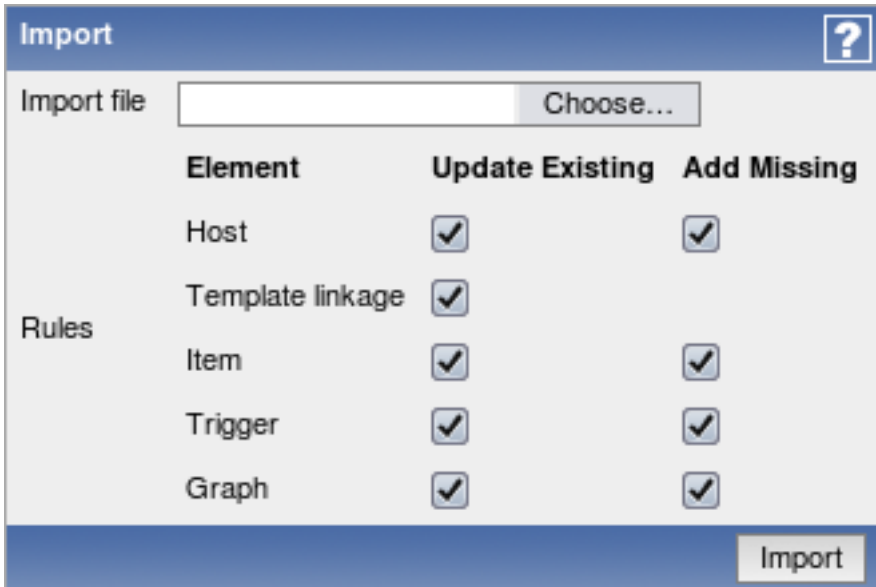 Import ?
Import file Choose...
Element Update Existing Add Missing
Host
Template linkage
Rules
Item
Trigger
Graph
Import